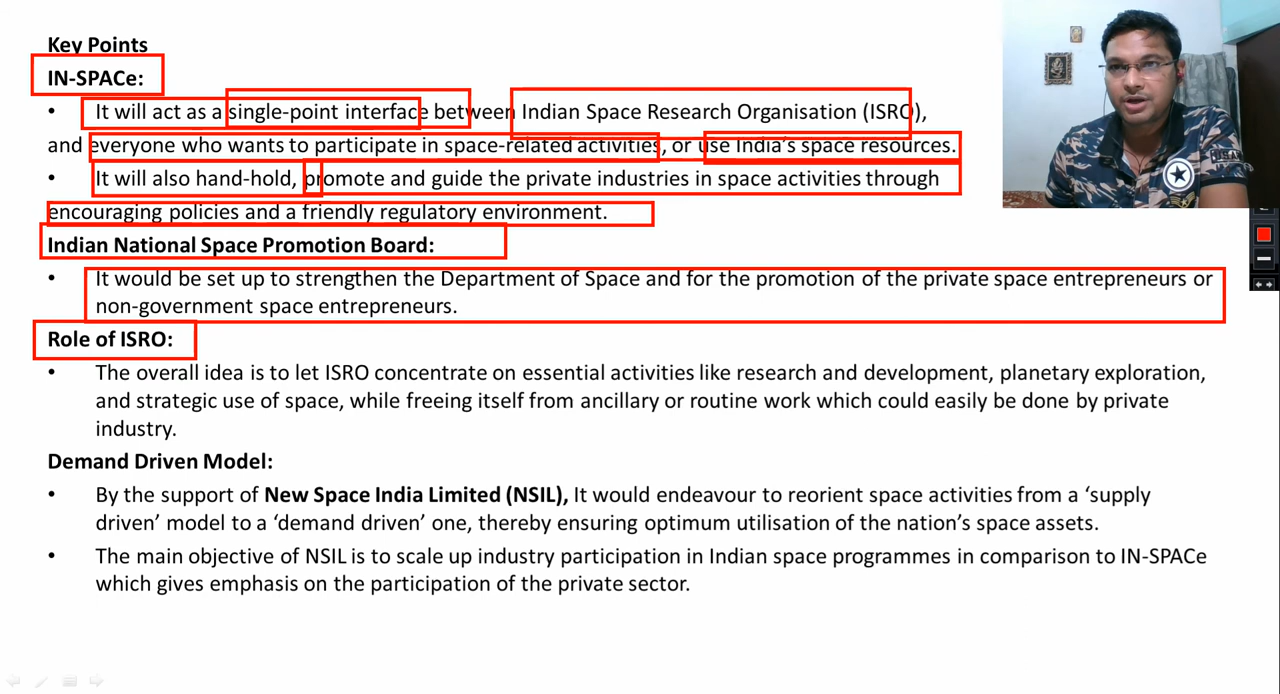 Key Points
IN-SPACe:
• It will act as a single-point interface between Indian Space Research Organisation (ISRO),
and everyone who wants to participate in space-related activities, or use India's space resources.
• It will also hand-hold, promote and guide the private industries in space activities through
encouraging policies and a friendly regulatory environment.
Indian National Space Promotion Board:
• It would be set up to strengthen the Department of Space and for the promotion of the private space entrepreneurs or
non-government space entrepreneurs.
Role of ISRO:
• The overall idea is to let ISRO concentrate on essential activities like research and development, planetary exploration,
and strategic use of space, while freeing itself from ancillary or routine work which could easily be done by private
industry.
Demand Driven Model:
• By the support of New Space India Limited (NSIL), It would endeavour to reorient space activities from a 'supply
driven' model to a 'demand driven' one, thereby ensuring optimum utilisation of the nation's space assets.
• The main objective of NSIL is to scale up industry participation in Indian space programmes in comparison to IN-SPACe
which gives emphasis on the participation of the private sector.